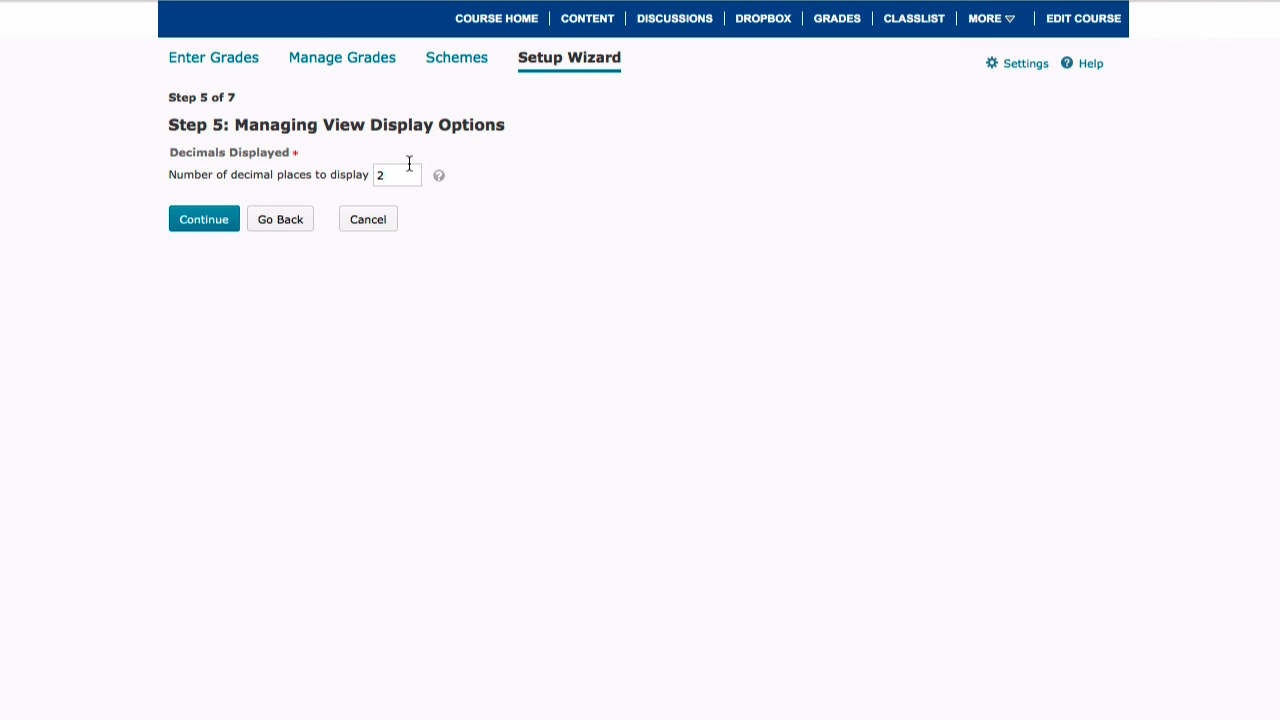 COURSE HOME CONTENT DISCUSSIONS DROPBOX GRADES CLASSLIST MORE EDIT COURSE
Enter Grades Manage Grades Schemes Setup Wizard Settings Help
Step 5 of 7
Step 5: Managing View Display Options
Decimals Displayed *
Number of decimal places to display 2 ?
Continue Go Back Cancel